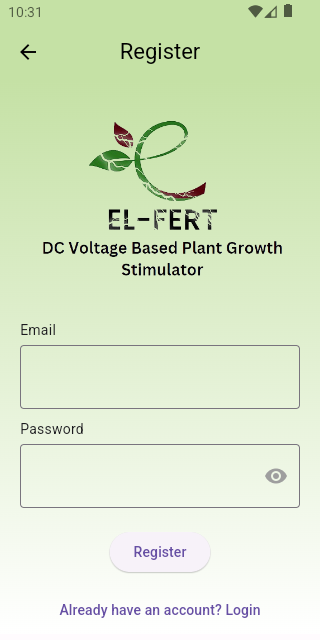 10:31
Register
EL-FERT
DC Voltage Based Plant Growth
Stimulator
Email
Password
Register
Already have an account? Login